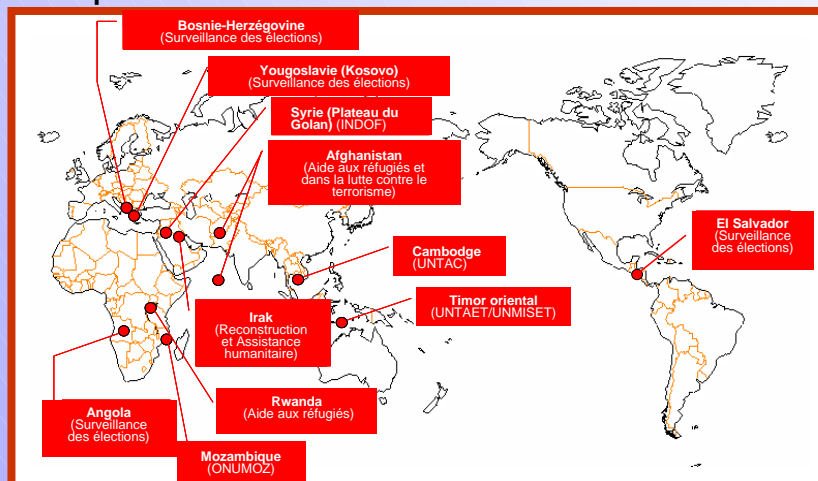 Bosnie-Herzégovine
(Surveillance des élections)
Yougoslavie (Kosovo)
(Surveillance des élections)
Syrie (Plateau du
Golan) (INDOF)
Afghanistan
(Aide aux réfugiés et
dans la lutte contre le
terrorisme)
El Salvador
(Surveillance
des élections)
Cambodge
(UNTAC)
Timor oriental
(UNTAET/UNMISET)
Irak
(Reconstruction
et Assistance
humanitaire)
Rwanda
(Aide aux réfugiés)
Angola
(Surveillance
des élections)
Mozambique
(ONUMOZ)